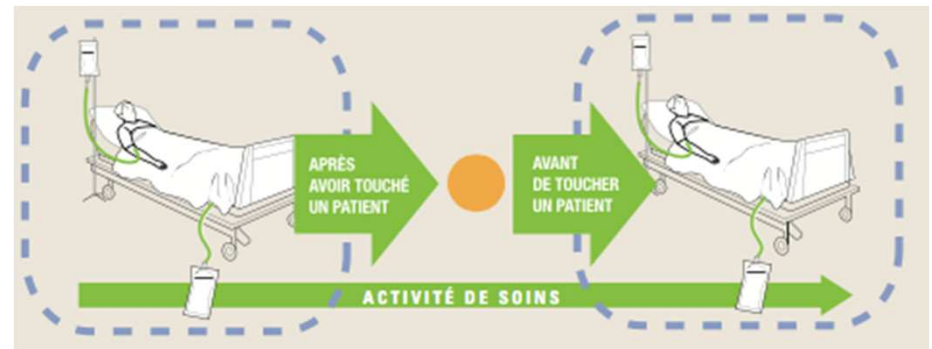 APRÈS
AVOIR TOUCHÉ
UN PATIENT
AVANT
DE TOUCHER
UN PATIENT
ACTIVITÉ DE SOINS